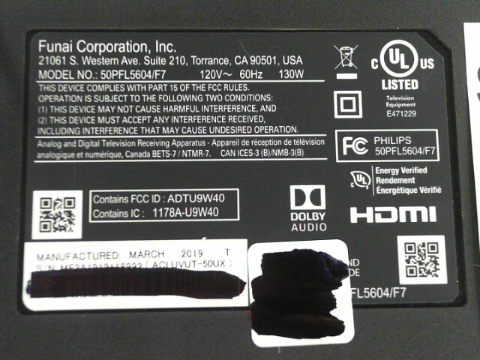 Funai Corporation, Inc.
21061 S. Western Ave. Suite 210, Torrance, CA 90501, USA
MODEL NO.: 50PFL5604/F7 120V~ 60Hz 130W
THIS DEVICE COMPLIES WITH PART 15 OF THE FCC RULES.
OPERATION IS SUBJECT TO THE FOLLOWING TWO CONDITIONS:
(1) THIS DEVICE MAY NOT CAUSE HARMFUL INTERFERENCE, AND
(2) THIS DEVICE MUST ACCEPT ANY INTERFERENCE RECEIVED,
INCLUDING INTERFERENCE THAT MAY CAUSE UNDESIRED OPERATION.
Analog and Digital Television Receiving Apparatus - Appareil de réception de télévision
analogique et numérique, Canada BETS-7 / NTMR-7, CAN ICES-3 (B)/NMB-3(B)
C UL US
LISTED
Television
Equipment
E471229
FC PHILIPS
50PFL5604/F7
UL Energy Verified
Rendement
Énergétique Vérifié
Contains FCC ID : ADTU9W40
Contains IC : 1178A-U9W40
DOLBY
AUDIO
HDMI
MANUFACTURED: MARCH 2019 T
S/N (ACLUVUT-50UX)
FL5604/F7